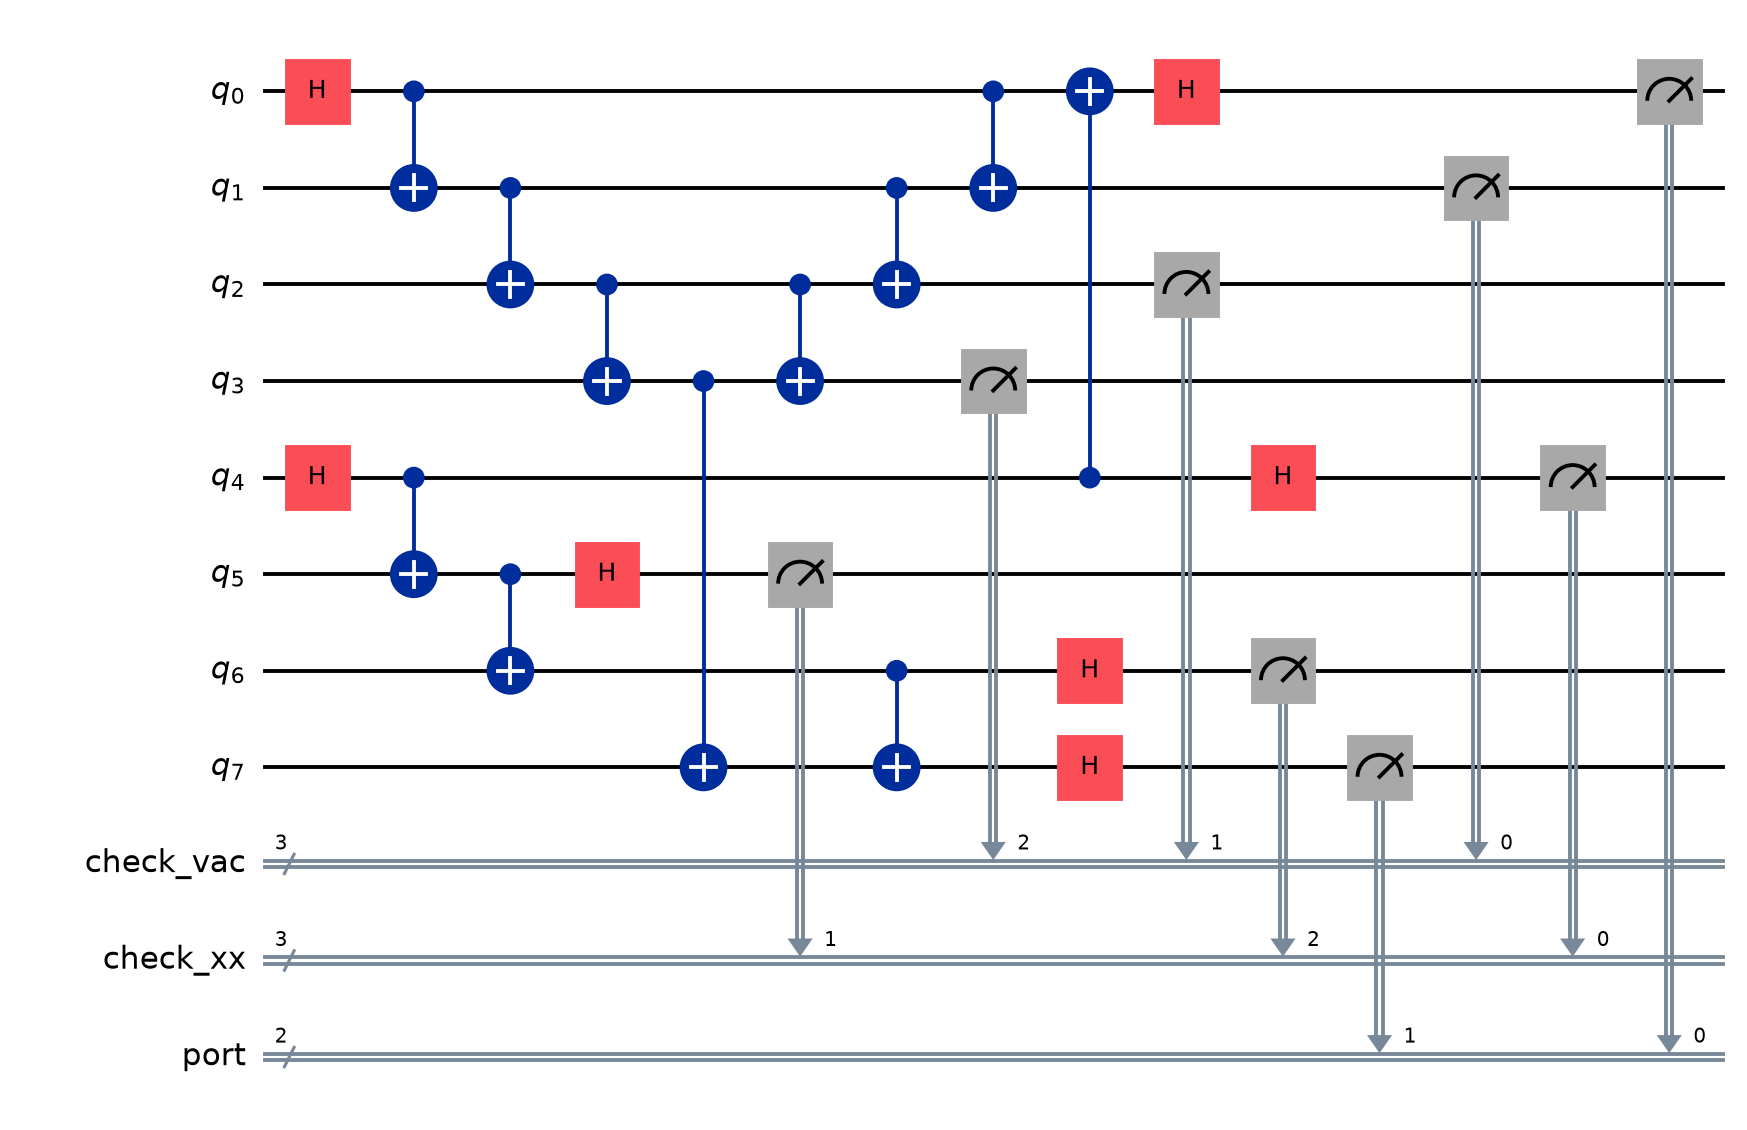 q0 H H
q1
q2
q3
q4 H H
q5 H
q6 H
q7 H
check_vac 3 2 1 0
check_xx 3 1 2 0
port 2 1 0